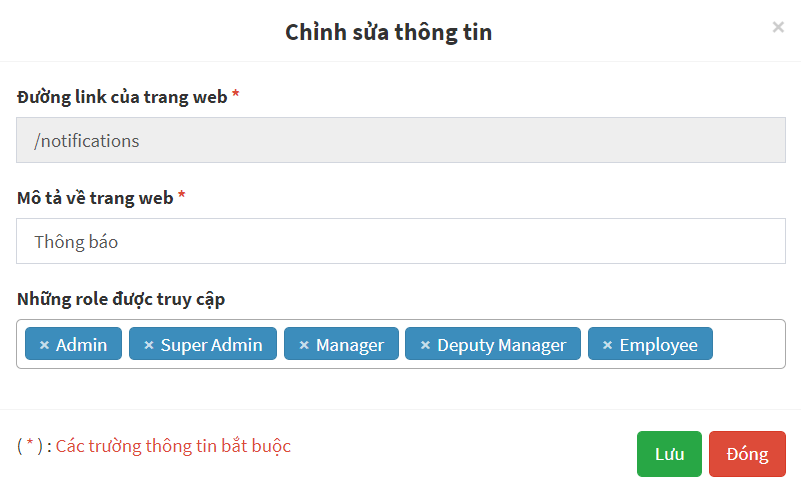 Chỉnh sửa thông tin
×
Đường link của trang web *
/notifications
Mô tả về trang web *
Thông báo
Những role được truy cập
× Admin × Super Admin × Manager × Deputy Manager × Employee
( * ) : Các trường thông tin bắt buộc
Lưu Đóng